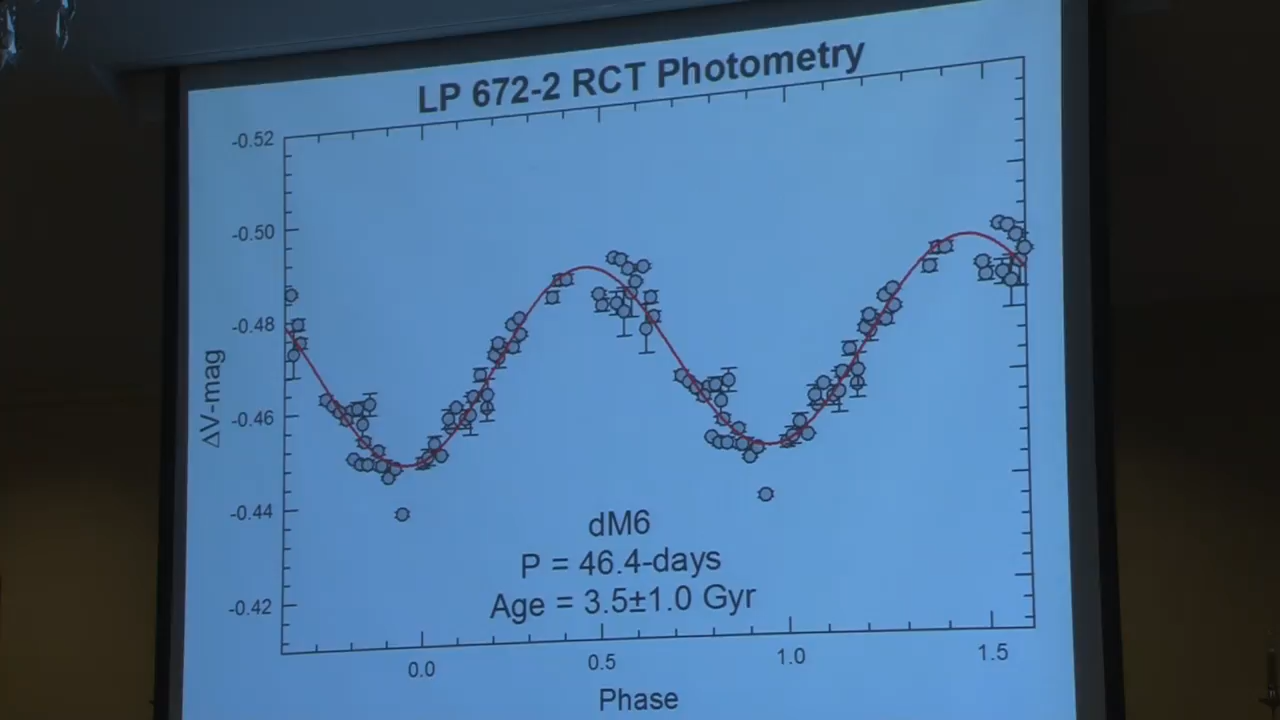 LP 672-2 RCT Photometry
-0.52
-0.50
-0.48
-0.46
-0.44
-0.42
ΔV-mag
dM6
P = 46.4-days
Age = 3.5±1.0 Gyr
0.0 0.5 1.0 1.5
Phase